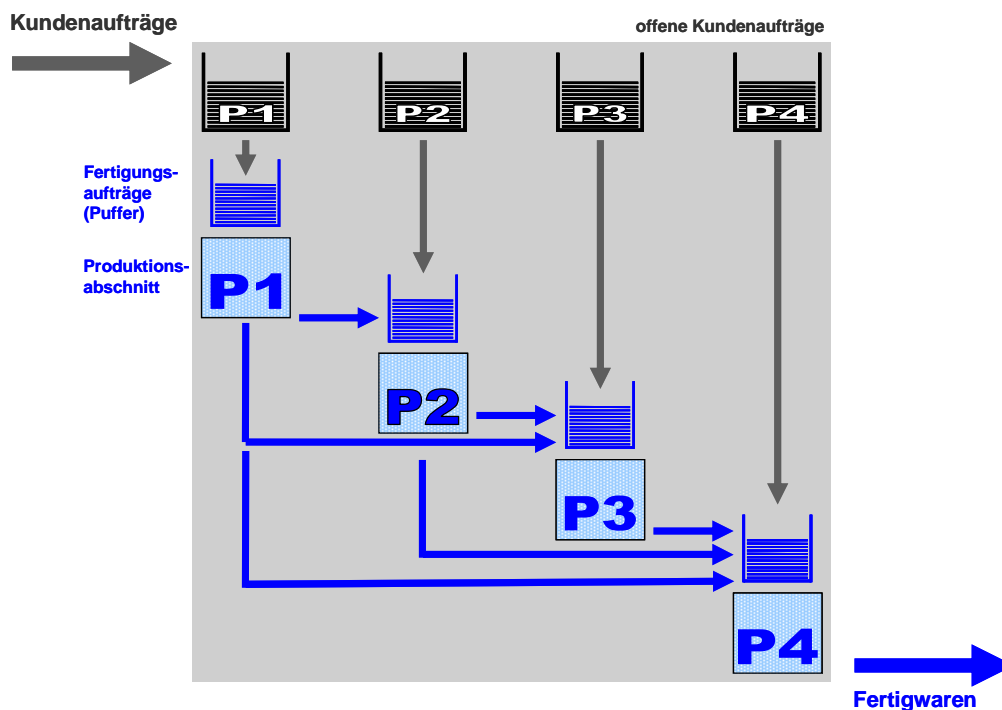 Kundenaufträge
offene Kundenaufträge
P1
P2
P3
P4
Fertigungs-
aufträge
(Puffer)
Produktions-
abschnitt
P1
P2
P3
P4
Fertigwaren